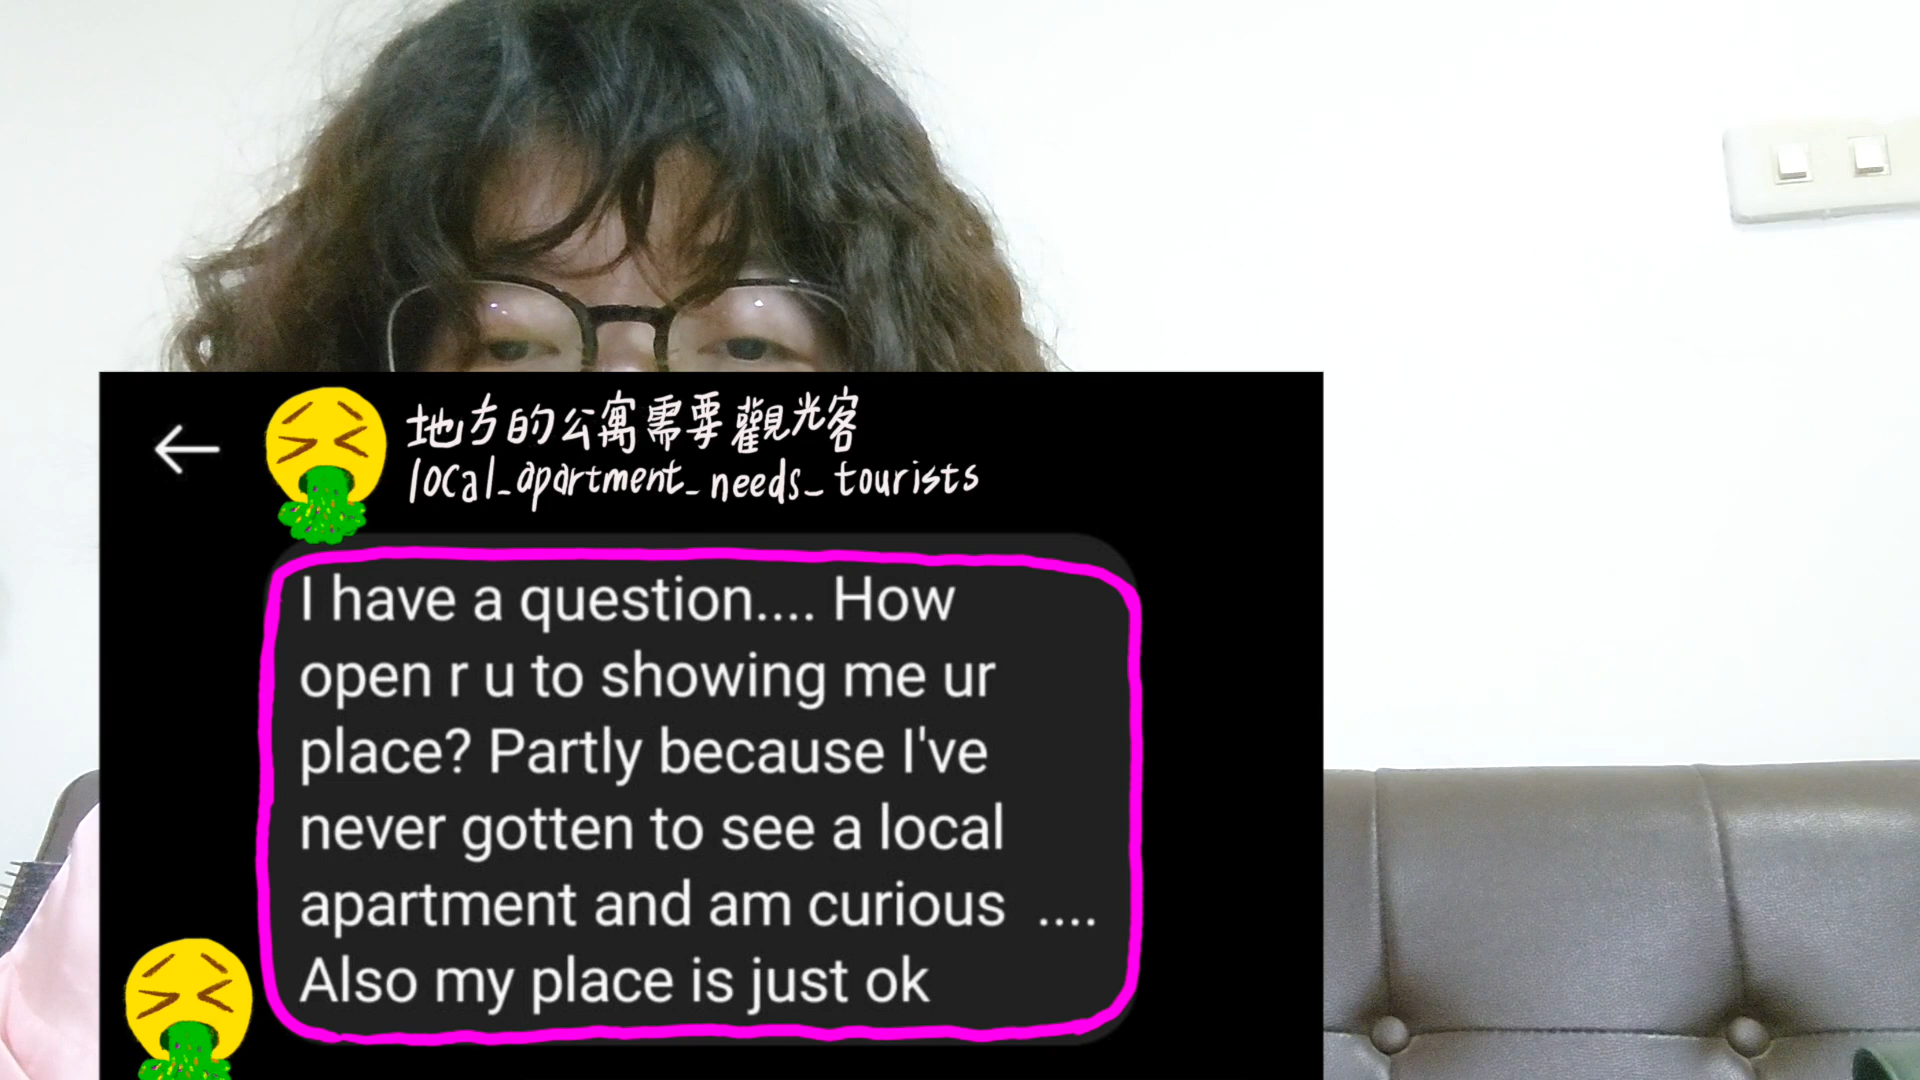 地方的公寓需要觀光客
local_apartment_needs_tourists
I have a question.... How
open r u to showing me ur
place? Partly because I've
never gotten to see a local
apartment and am curious  ....
Also my place is just ok